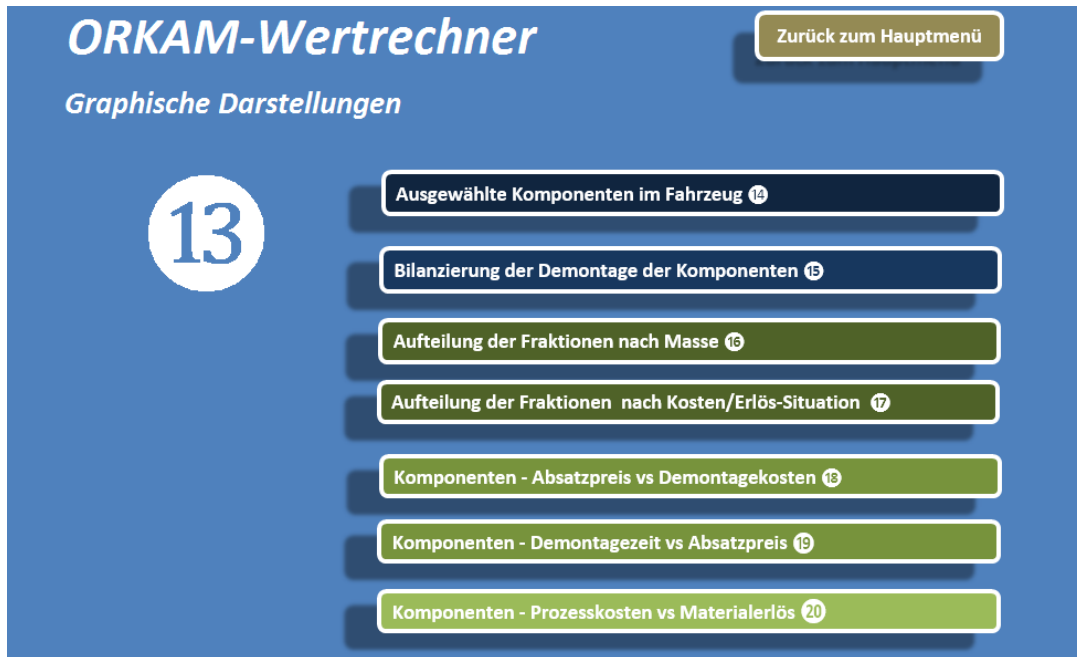 ORKAM-Wertrechner
Zurück zum Hauptmenü
Graphische Darstellungen
13
Ausgewählte Komponenten im Fahrzeug ⓮
Bilanzierung der Demontage der Komponenten ⓯
Aufteilung der Fraktionen nach Masse ⓰
Aufteilung der Fraktionen nach Kosten/Erlös-Situation ⓱
Komponenten - Absatzpreis vs Demontagekosten ⓲
Komponenten - Demontagezeit vs Absatzpreis ⓳
Komponenten - Prozesskosten vs Materialerlös ⓴